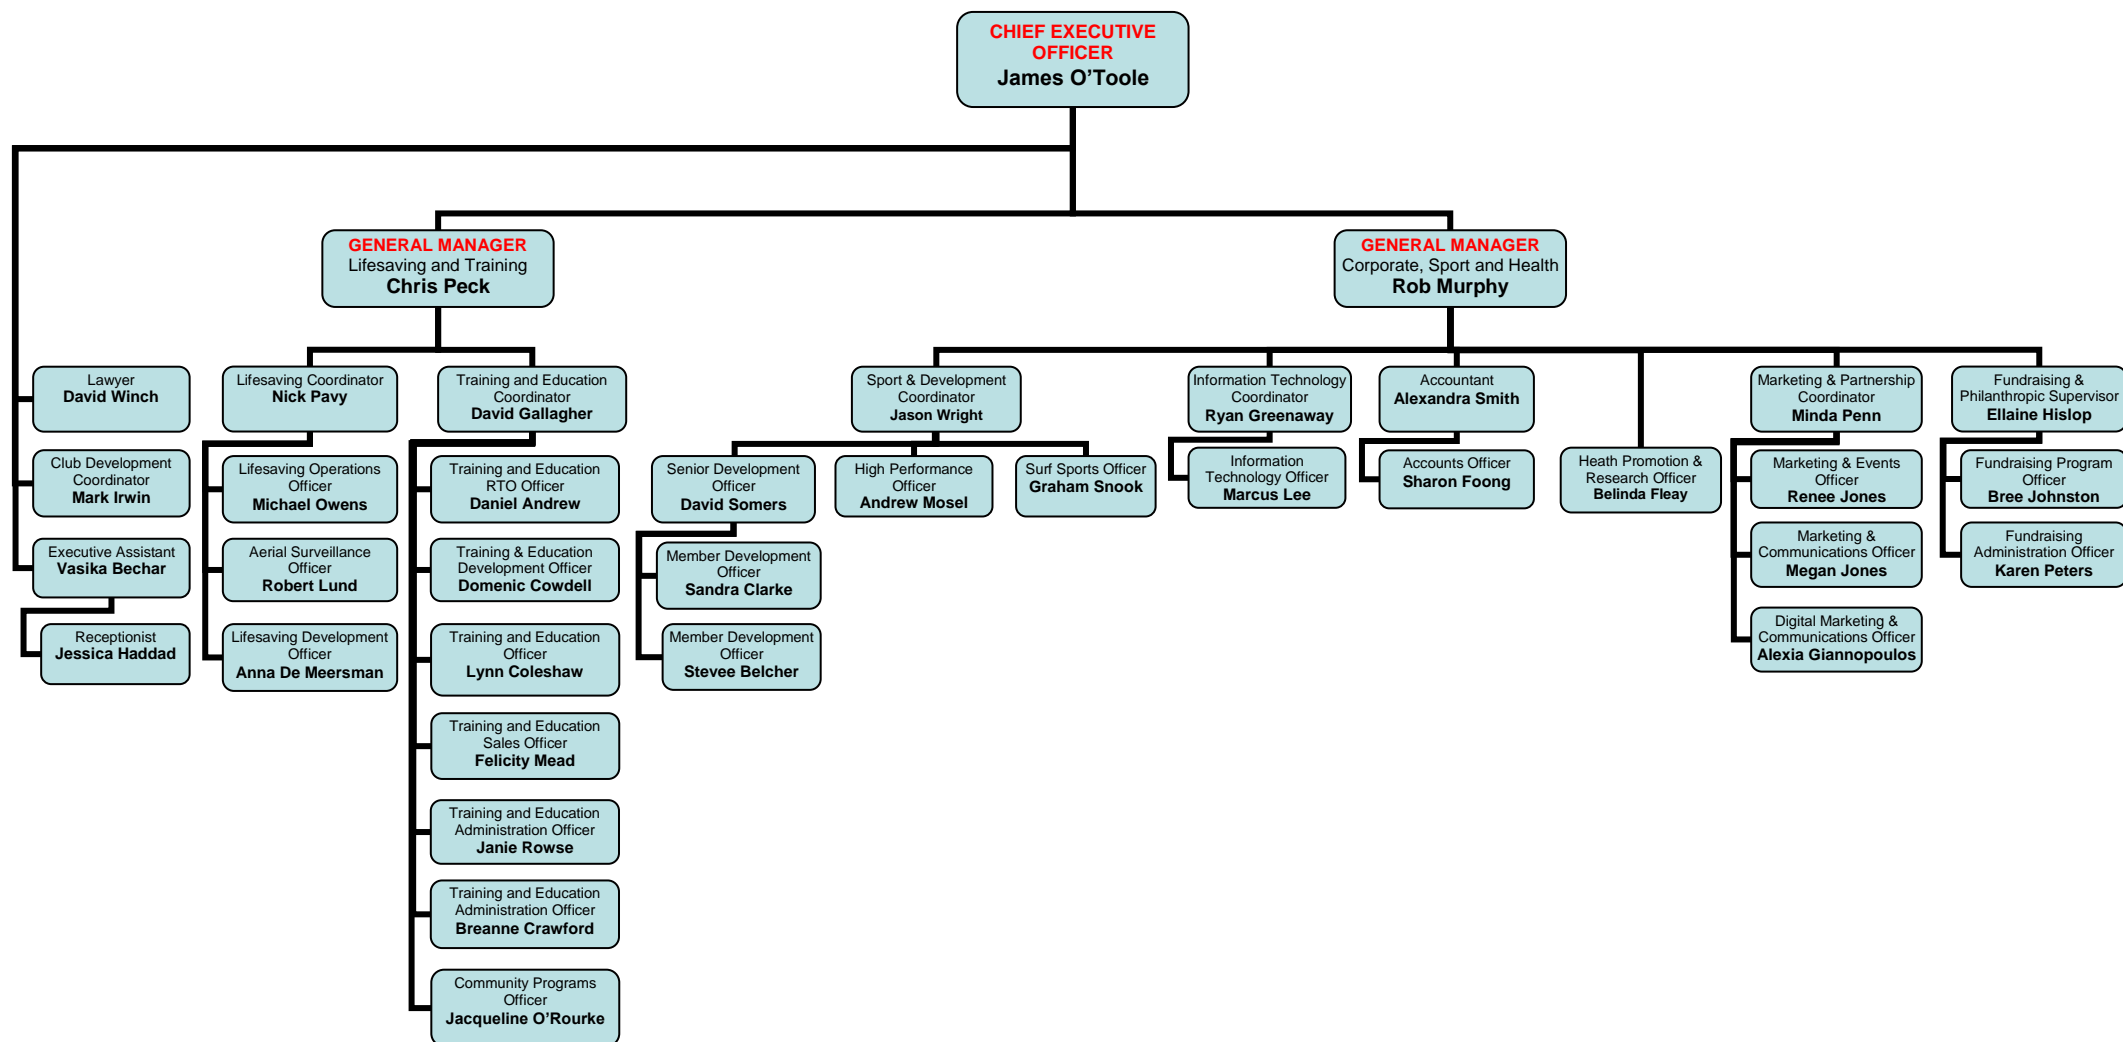 CHIEF EXECUTIVE
OFFICER
James O’Toole
GENERAL MANAGER
Lifesaving and Training
Chris Peck
GENERAL MANAGER
Corporate, Sport and Health
Rob Murphy
Lawyer
David Winch
Club Development
Coordinator
Mark Irwin
Executive Assistant
Vasika Bechar
Receptionist
Jessica Haddad
Lifesaving Coordinator
Nick Pavy
Lifesaving Operations
Officer
Michael Owens
Aerial Surveillance
Officer
Robert Lund
Lifesaving Development
Officer
Anna De Meersman
Training and Education
Coordinator
David Gallagher
Training and Education
RTO Officer
Daniel Andrew
Training & Education
Development Officer
Domenic Cowdell
Training and Education
Officer
Lynn Coleshaw
Training and Education
Sales Officer
Felicity Mead
Training and Education
Administration Officer
Janie Rowse
Training and Education
Administration Officer
Breanne Crawford
Community Programs
Officer
Jacqueline O’Rourke
Sport & Development
Coordinator
Jason Wright
Senior Development
Officer
David Somers
Member Development
Officer
Sandra Clarke
Member Development
Officer
Stevee Belcher
High Performance
Officer
Andrew Mosel
Surf Sports Officer
Graham Snook
Information Technology
Coordinator
Ryan Greenaway
Information
Technology Officer
Marcus Lee
Accountant
Alexandra Smith
Accounts Officer
Sharon Foong
Heath Promotion &
Research Officer
Belinda Fleay
Marketing & Partnership
Coordinator
Minda Penn
Marketing & Events
Officer
Renee Jones
Marketing &
Communications Officer
Megan Jones
Digital Marketing &
Communications Officer
Alexia Giannopoulos
Fundraising &
Philanthropic Supervisor
Ellaine Hislop
Fundraising Program
Officer
Bree Johnston
Fundraising
Administration Officer
Karen Peters